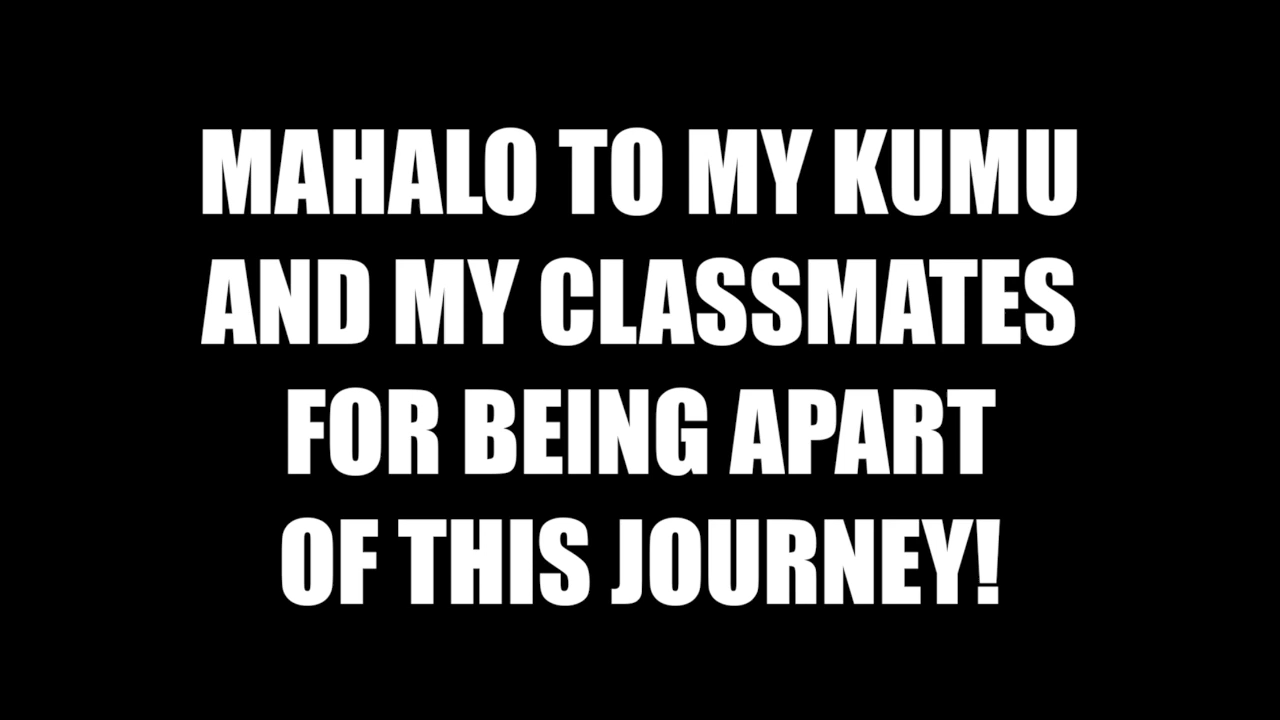 MAHALO TO MY KUMU
AND MY CLASSMATES
FOR BEING APART
OF THIS JOURNEY!